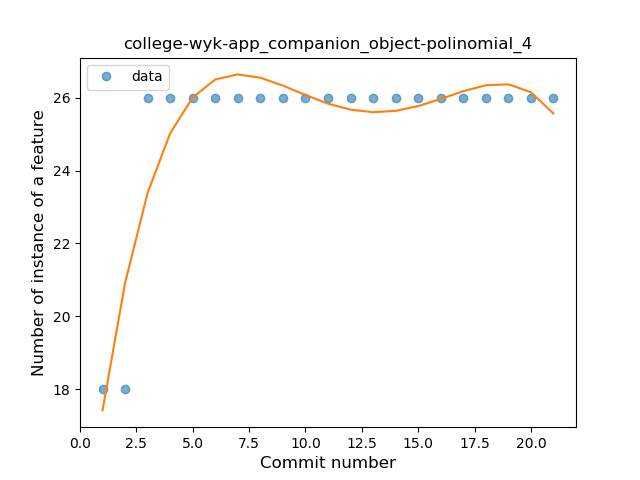 college-wyk-app_companion_object-polinomial_4
data
Number of instance of a feature
26
24
22
20
18
0.0 2.5 5.0 7.5 10.0 12.5 15.0 17.5 20.0
Commit number